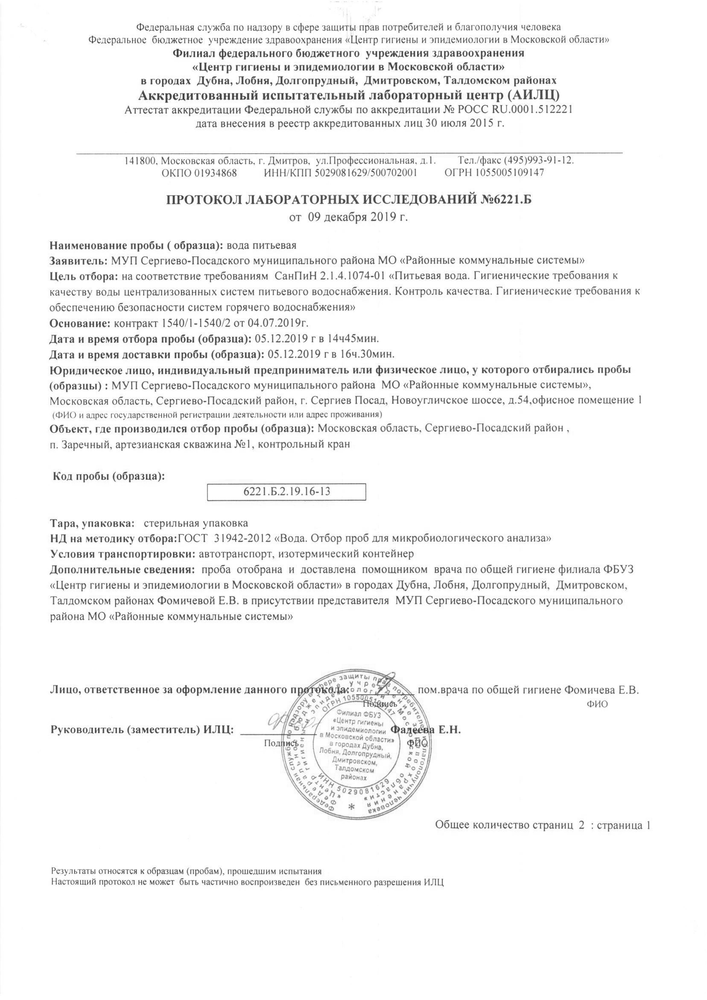 Федеральная служба по надзору в сфере защиты прав потребителей и благополучия человека
Федеральное бюджетное учреждение здравоохранения «Центр гигиены и эпидемиологии в Московской области»
Филиал федерального бюджетного учреждения здравоохранения
«Центр гигиены и эпидемиологии в Московской области»
в городах Дубна, Лобня, Долгопрудный, Дмитровском, Талдомском районах
Аккредитованный испытательный лабораторный центр (АИЛЦ)
Аттестат аккредитации Федеральной службы по аккредитации № РОСС RU.0001.512221
дата внесения в реестр аккредитованных лиц 30 июля 2015 г.
141800, Московская область, г. Дмитров, ул.Профессиональная, д.1. Тел./факс (495)993-91-12.
ОКПО 01934868 ИНН/КПП 5029081629/500702001 ОГРН 1055005109147
ПРОТОКОЛ ЛАБОРАТОРНЫХ ИССЛЕДОВАНИЙ №6221.Б
от 09 декабря 2019 г.
Наименование пробы ( образца): вода питьевая
Заявитель: МУП Сергиево-Посадского муниципального района МО «Районные коммунальные системы»
Цель отбора: на соответствие требованиям СанПиН 2.1.4.1074-01 «Питьевая вода. Гигиенические требования к
качеству воды централизованных систем питьевого водоснабжения. Контроль качества. Гигиенические требования к
обеспечению безопасности систем горячего водоснабжения»
Основание: контракт 1540/1-1540/2 от 04.07.2019г.
Дата и время отбора пробы (образца): 05.12.2019 г в 14ч45мин.
Дата и время доставки пробы (образца): 05.12.2019 г в 16ч.30мин.
Юридическое лицо, индивидуальный предприниматель или физическое лицо, у которого отбирались пробы
(образцы) : МУП Сергиево-Посадского муниципального района МО «Районные коммунальные системы»,
Московская область, Сергиево-Посадский район, г. Сергиев Посад, Новоугличское шоссе, д.54,офисное помещение 1
(ФИО и адрес государственной регистрации деятельности или адрес проживания)
Объект, где производился отбор пробы (образца): Московская область, Сергиево-Посадский район ,
п. Заречный, артезианская скважина №1, контрольный кран
Код пробы (образца):
6221.Б.2.19.16-13
Тара, упаковка: стерильная упаковка
НД на методику отбора:ГОСТ 31942-2012 «Вода. Отбор проб для микробиологического анализа»
Условия транспортировки: автотранспорт, изотермический контейнер
Дополнительные сведения: проба отобрана и доставлена помощником врача по общей гигиене филиала ФБУЗ
«Центр гигиены и эпидемиологии в Московской области» в городах Дубна, Лобня, Долгопрудный, Дмитровском,
Талдомском районах Фомичевой Е.В. в присутствии представителя МУП Сергиево-Посадского муниципального
района МО «Районные коммунальные системы»
Лицо, ответственное за оформление данного протокола: пом.врача по общей гигиене Фомичева Е.В.
Подпись ФИО
Руководитель (заместитель) ИЛЦ: Фадеева Е.Н.
Подпись ФИО
Федеральная служба по надзору в сфере защиты прав потребителей и благополучия человека
Федеральное бюджетное учреждение здравоохранения
«Центр гигиены и эпидемиологии в Московской области»
ОГРН 1055005109147
Филиал ФБУЗ
«Центр гигиены
и эпидемиологии
в Московской области»
в городах Дубна,
Лобня, Долгопрудный,
Дмитровском,
Талдомском
районах
ИНН 5029081629
Общее количество страниц 2 : страница 1
Результаты относятся к образцам (пробам), прошедшим испытания
Настоящий протокол не может быть частично воспроизведен без письменного разрешения ИЛЦ